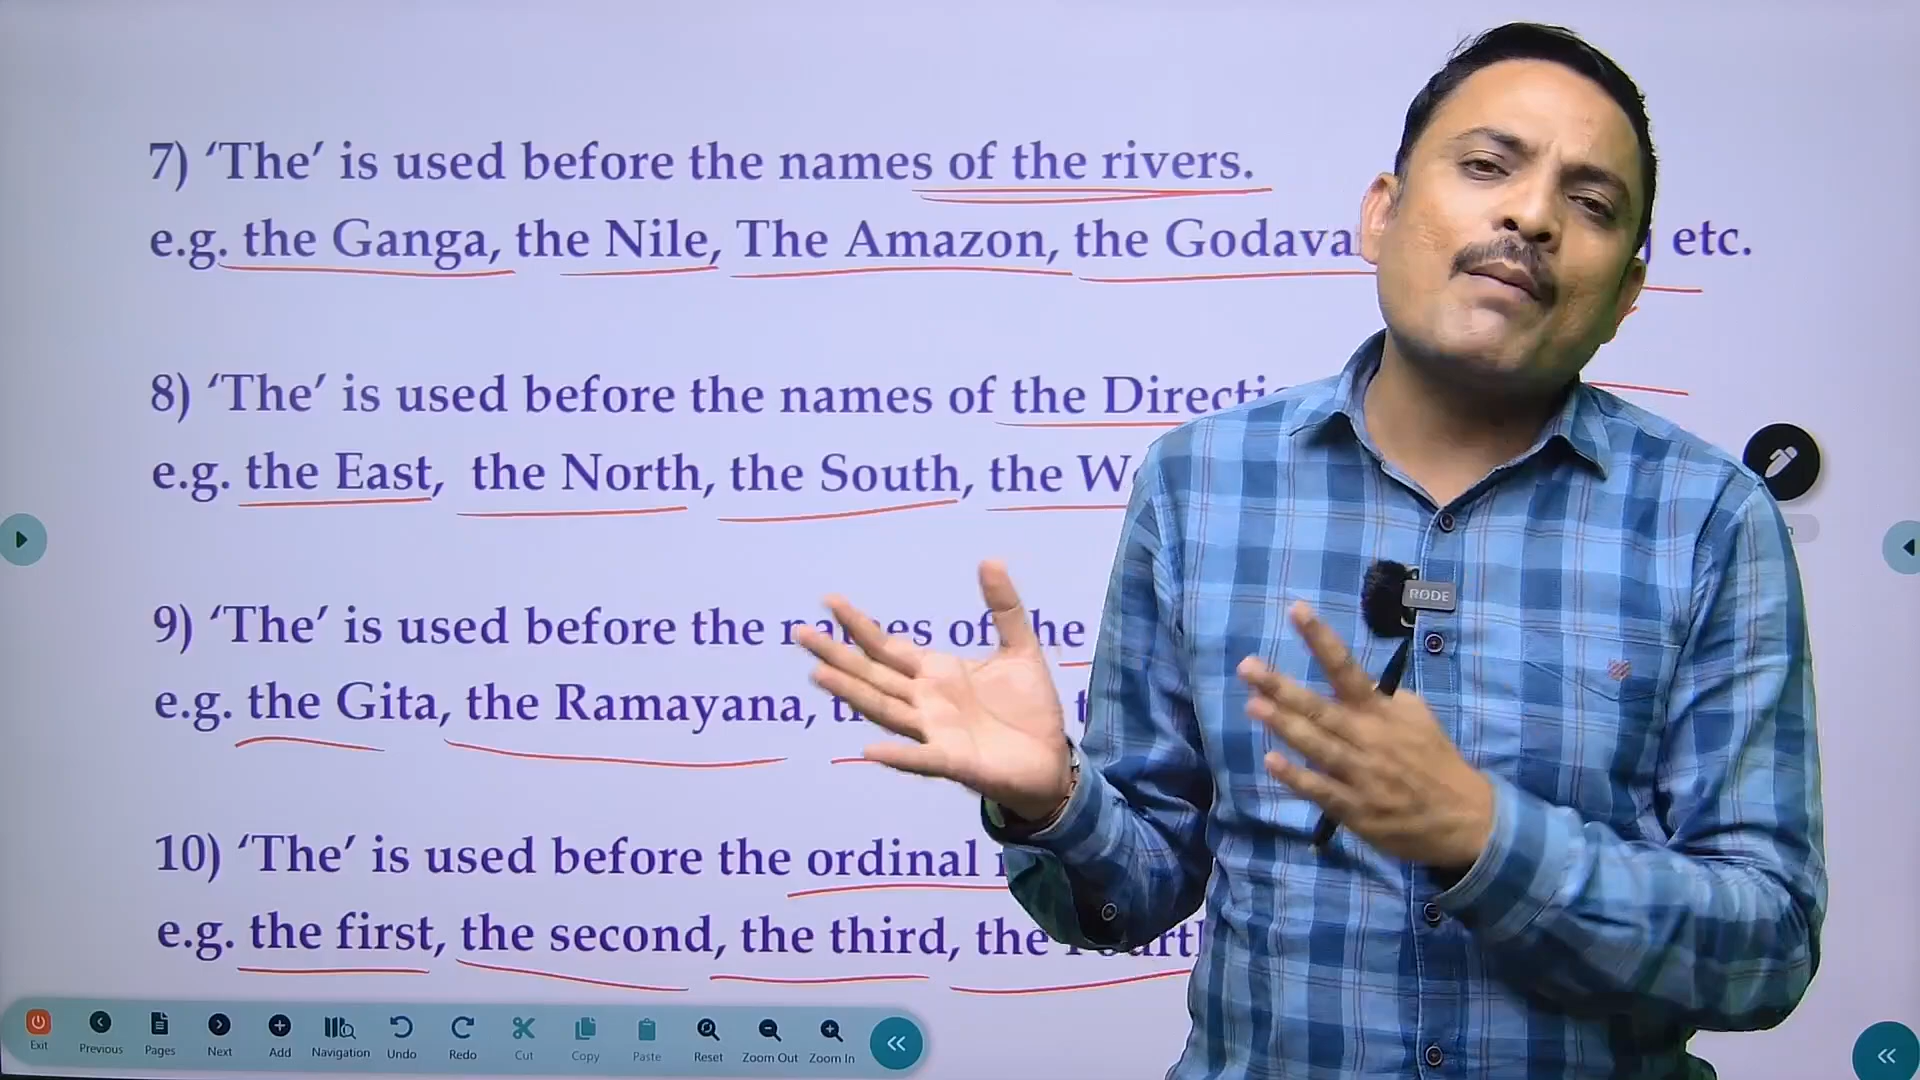 7) ‘The’ is used before the names of the rivers.
e.g. the Ganga, the Nile, The Amazon, the etc.
8) ‘The’ is used before the names of the
e.g. the East, the North, the South, the
9) ‘The’ is used before the of
e.g. the Gita, the Ramayana,
10) ‘The’ is used before the ordinal
e.g. the first, the second, the third, the
RØDE
Exit Previous Pages Next Add Navigation Undo Redo Cut Copy Paste Reset Zoom Out Zoom In